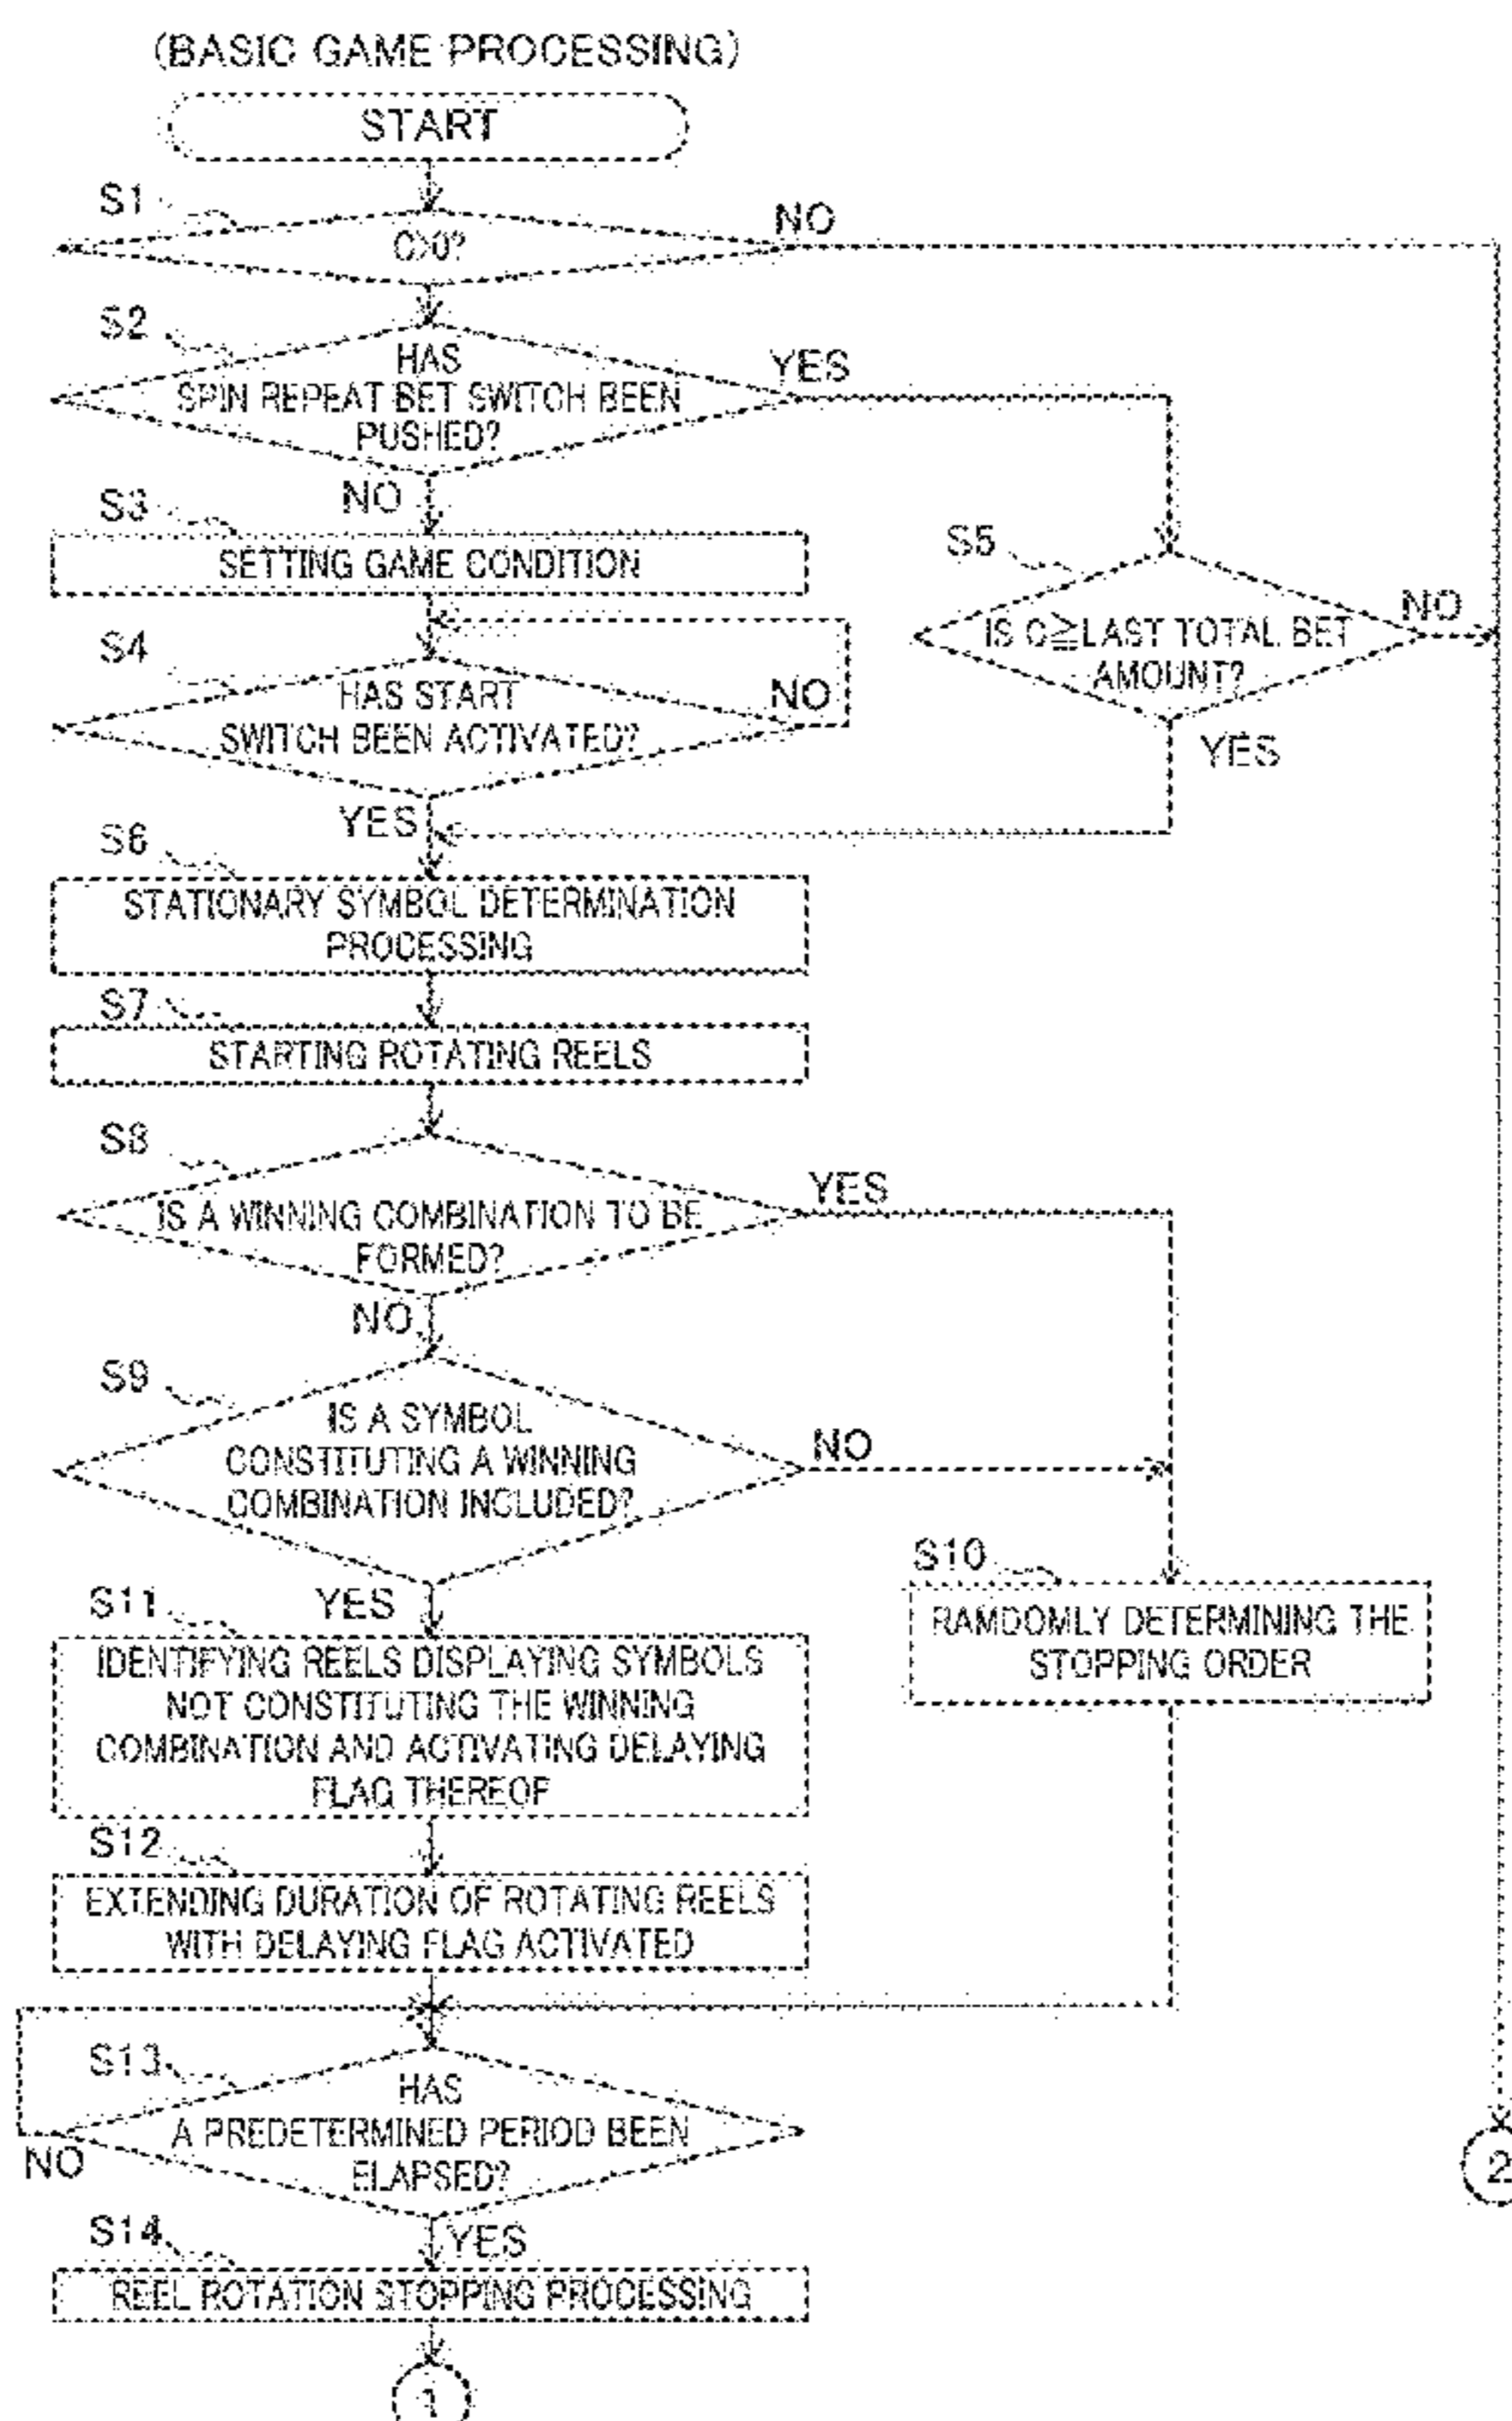 (BASIC GAME PROCESSING)
START
S1
C>0?
NO
S2
HAS
SPIN REPEAT BET SWITCH BEEN
PUSHED?
YES
NO
S3
SETTING GAME CONDITION
S5
IS C≧LAST TOTAL BET
AMOUNT?
NO
YES
S4
HAS START
SWITCH BEEN ACTIVATED?
NO
YES
S6
STATIONARY SYMBOL DETERMINATION
PROCESSING
S7
STARTING ROTATING REELS
S8
IS A WINNING COMBINATION TO BE
FORMED?
YES
NO
S9
IS A SYMBOL
CONSTITUTING A WINNING
COMBINATION INCLUDED?
NO
YES
S10
RAMDOMLY DETERMINING THE
STOPPING ORDER
S11
IDENTIFYING REELS DISPLAYING SYMBOLS
NOT CONSTITUTING THE WINNING
COMBINATION AND ACTIVATING DELAYING
FLAG THEREOF
S12
EXTENDING DURATION OF ROTATING REELS
WITH DELAYING FLAG ACTIVATED
S13
HAS
A PREDETERMINED PERIOD BEEN
ELAPSED?
NO
YES
2
S14
REEL ROTATION STOPPING PROCESSING
1